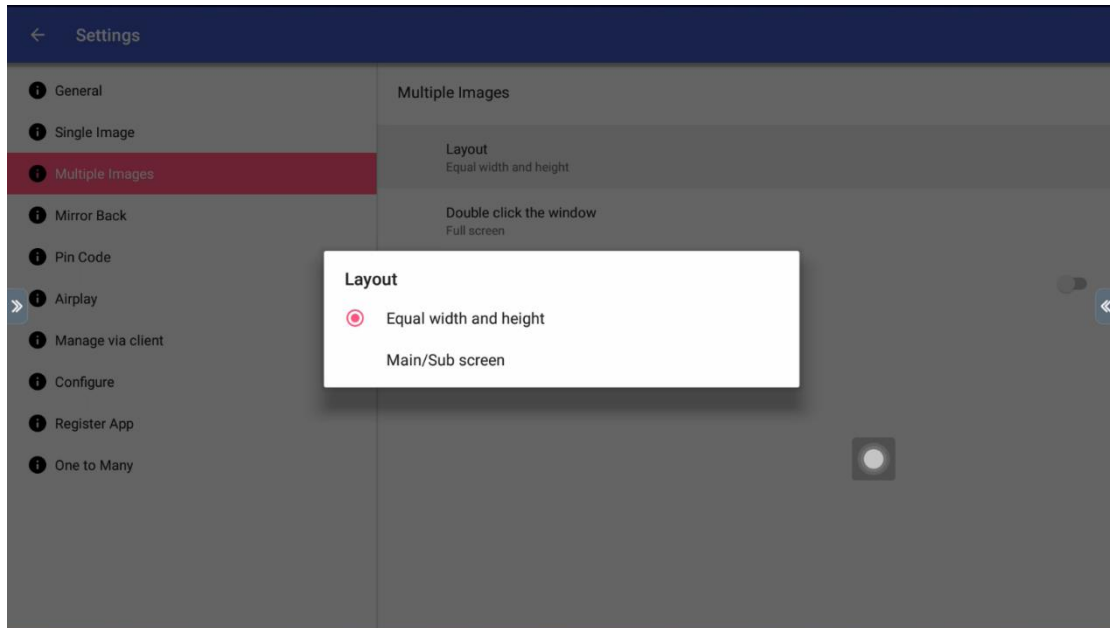 Settings
General
Single Image
Multiple Images
Mirror Back
Pin Code
Airplay
Manage via client
Configure
Register App
One to Many
Multiple Images
Layout
Equal width and height
Double click the window
Full screen
Layout
Equal width and height
Main/Sub screen